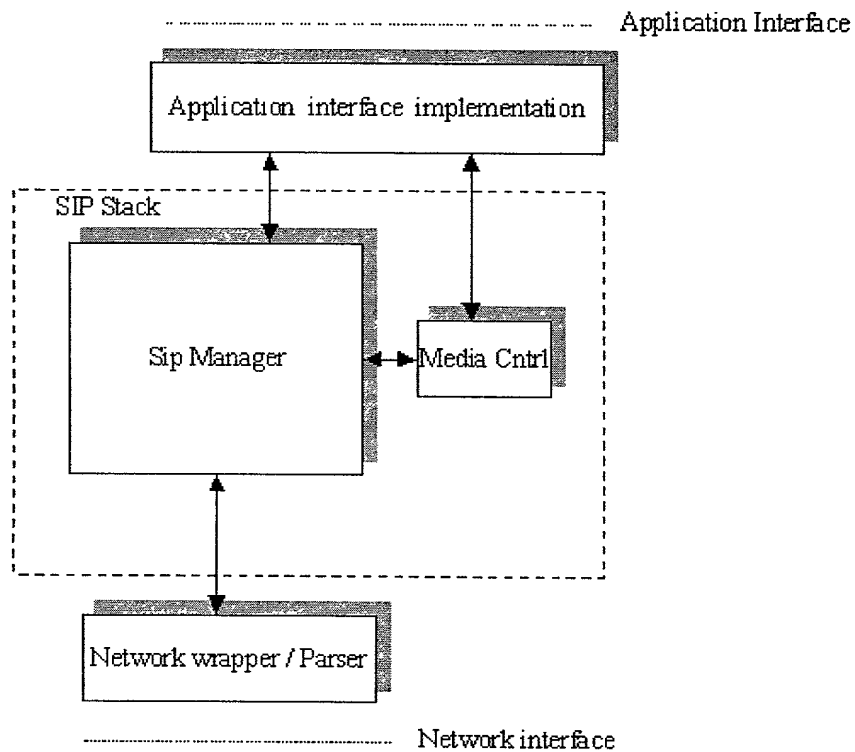 Application Interface
Application interface implementation
SIP Stack
Sip Manager
Media Cntrl
Network wrapper / Parser
Network interface